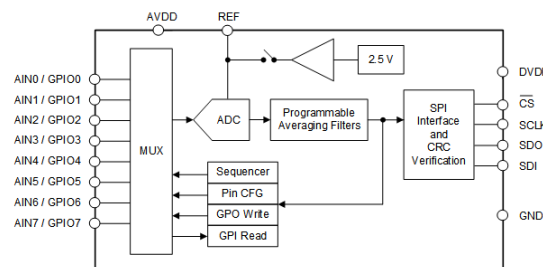 AVDD
REF
2.5 V
AIN0 / GPIO0
AIN1 / GPIO1
AIN2 / GPIO2
AIN3 / GPIO3
AIN4 / GPIO4
AIN5 / GPIO5
AIN6 / GPIO6
AIN7 / GPIO7
MUX
ADC
Programmable
Averaging Filters
Sequencer
Pin CFG
GPO Write
GPI Read
SPI
Interface
and
CRC
Verification
CS
SCLK
SDO
SDI
GND